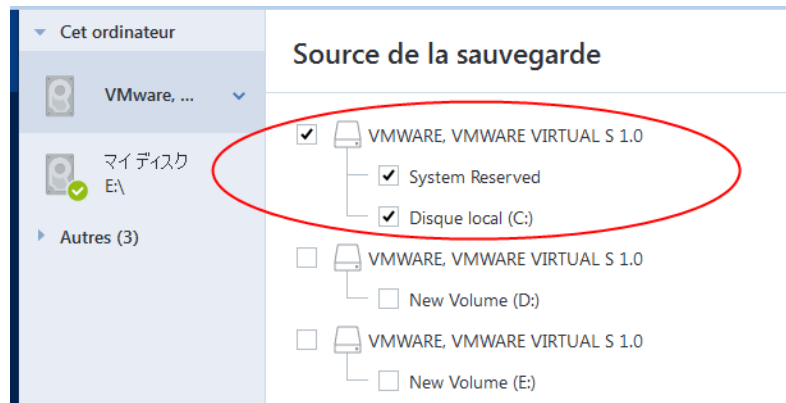 Cet ordinateur
VMware, ...
マイ ディスク
E:\
Autres (3)
Source de la sauvegarde
VMWARE, VMWARE VIRTUAL S 1.0
System Reserved
Disque local (C:)
VMWARE, VMWARE VIRTUAL S 1.0
New Volume (D:)
VMWARE, VMWARE VIRTUAL S 1.0
New Volume (E:)